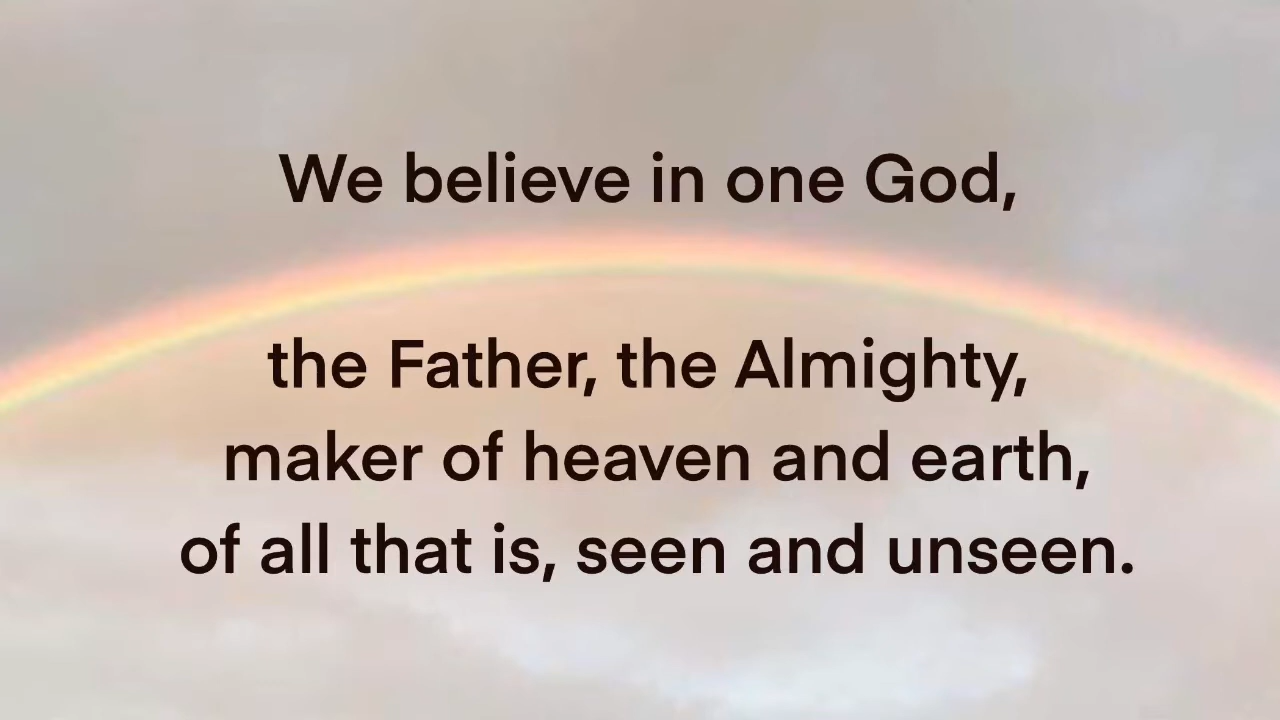 We believe in one God,
the Father, the Almighty,
maker of heaven and earth,
of all that is, seen and unseen.